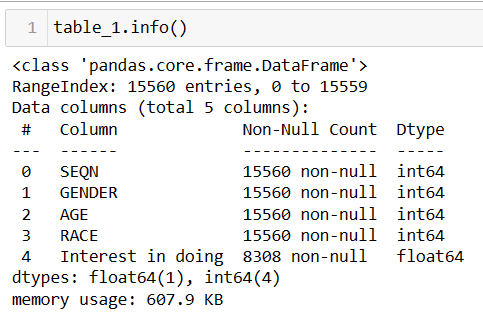 1 table_1.info()
<class 'pandas.core.frame.DataFrame'>
RangeIndex: 15560 entries, 0 to 15559
Data columns (total 5 columns):
 #   Column             Non-Null Count  Dtype
---  ------             --------------  -----
 0   SEQN               15560 non-null  int64
 1   GENDER             15560 non-null  int64
 2   AGE                15560 non-null  int64
 3   RACE               15560 non-null  int64
 4   Interest in doing  8308 non-null   float64
dtypes: float64(1), int64(4)
memory usage: 607.9 KB